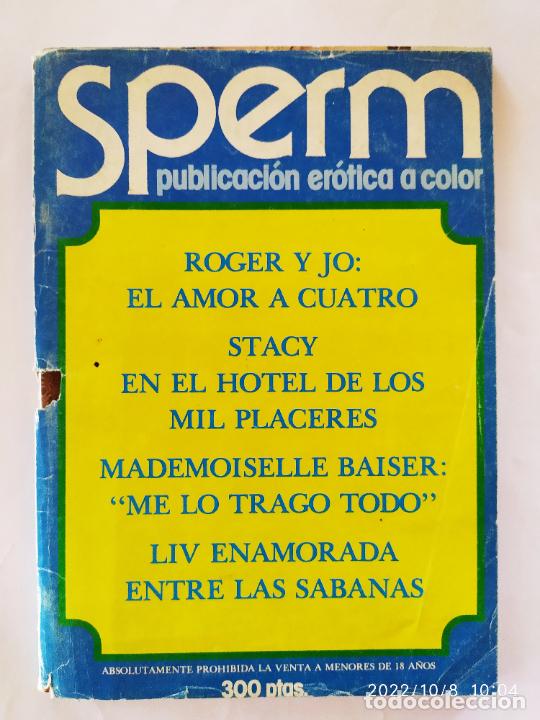 Sperm
publicación erótica a color
ROGER Y JO:
EL AMOR A CUATRO
STACY
EN EL HOTEL DE LOS
MIL PLACERES
MADEMOISELLE BAISER:
“ME LO TRAGO TODO”
LIV ENAMORADA
ENTRE LAS SABANAS
ABSOLUTAMENTE PROHIBIDA LA VENTA A MENORES DE 18 AÑOS
300 ptas.
2022/10/8 10:04
todocoleccion